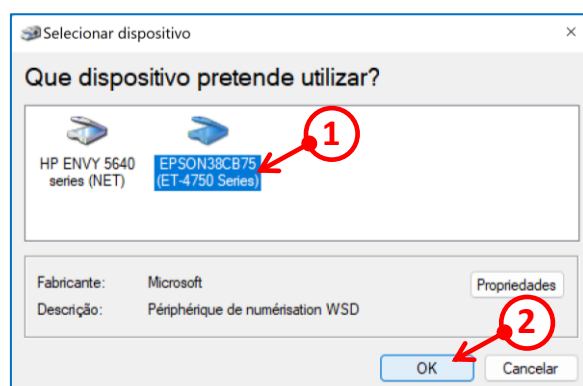 Selecionar dispositivo
Que dispositivo pretende utilizar?
HP ENVY 5640
series (NET)
EPSON38CB75
(ET-4750 Series)
1
Fabricante: Microsoft
Propriedades
Descrição: Périphérique de numérisation WSD
2
OK
Cancelar